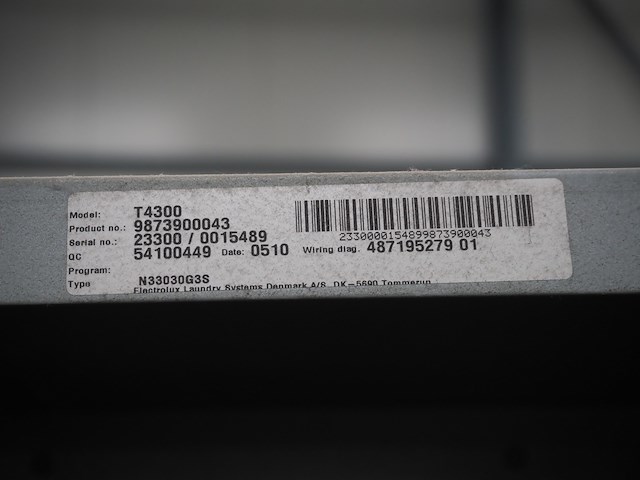 Model: T4300
Product no.: 9873900043
Serial no.: 23300 / 0015489
QC 54100449 Date: 0510 Wiring diag. 487195279 01
Program:
Type N33030G3S
Electrolux Laundry Systems Denmark A/S, DK-5690 Tommerup
2330000154899873900043